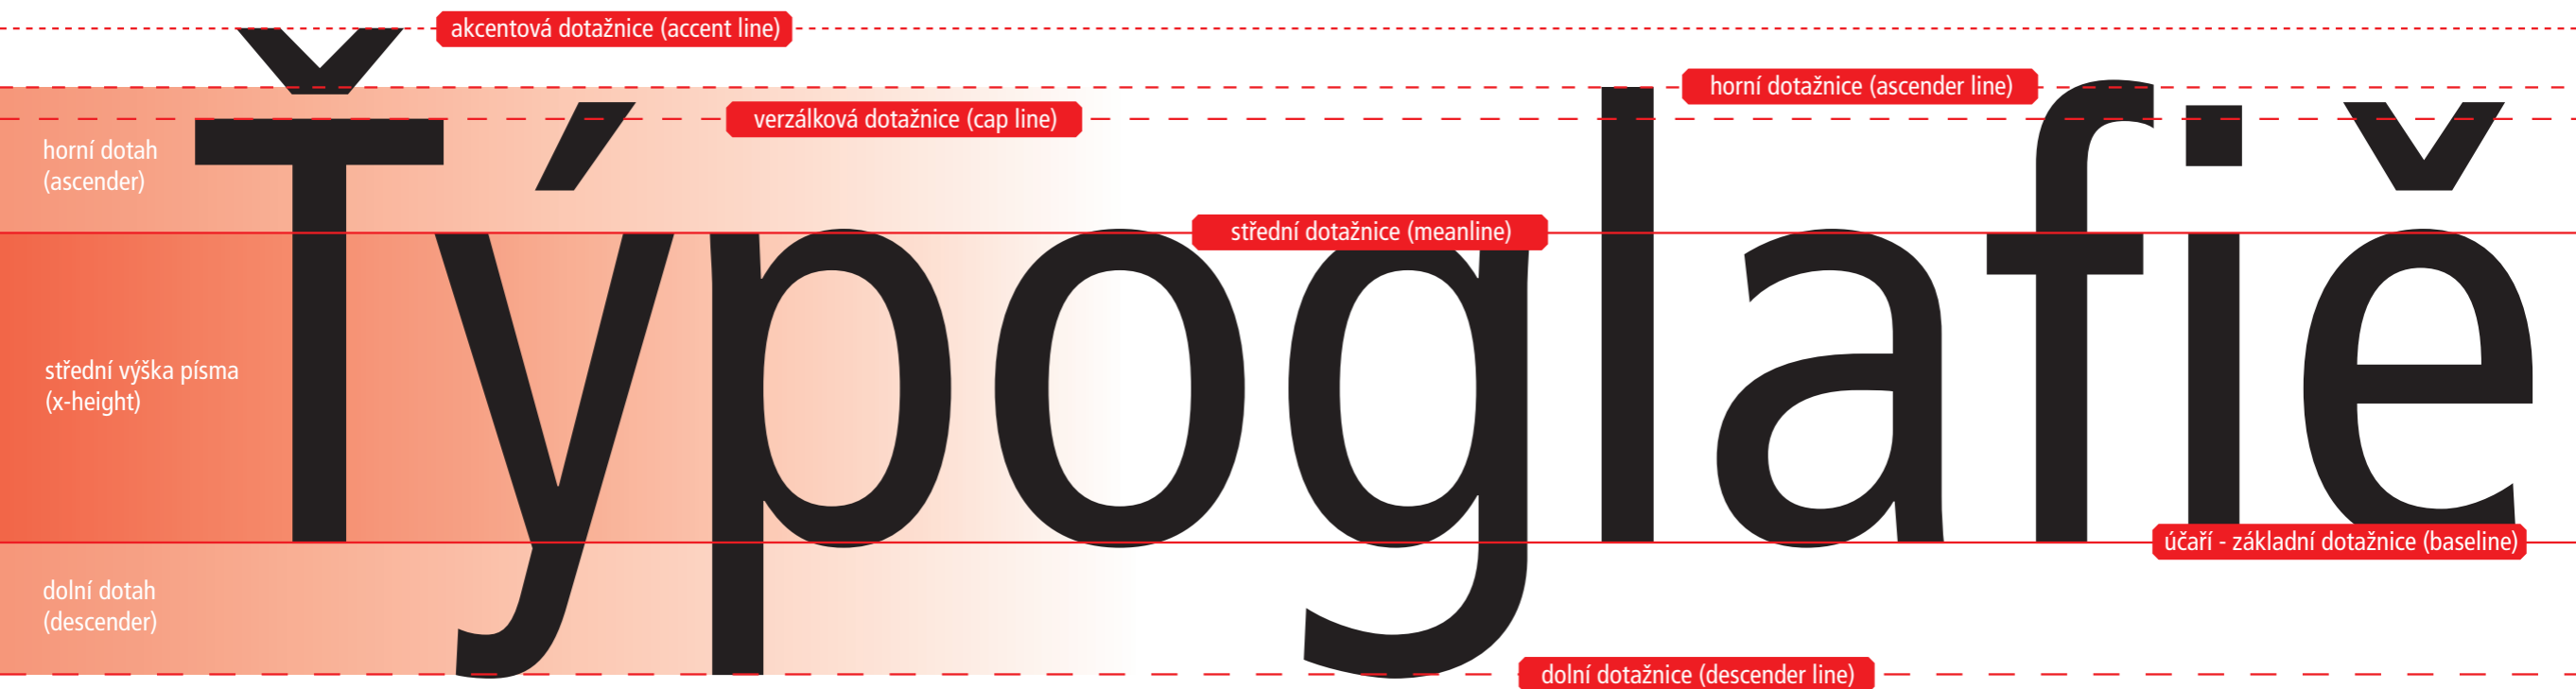 akcentová dotažnice (accent line)
horní dotažnice (ascender line)
verzálková dotažnice (cap line)
horní dotah
(ascender)
střední dotažnice (meanline)
Týpoglafiě
střední výška písma
(x-height)
účaří - základní dotažnice (baseline)
dolní dotah
(descender)
dolní dotažnice (descender line)